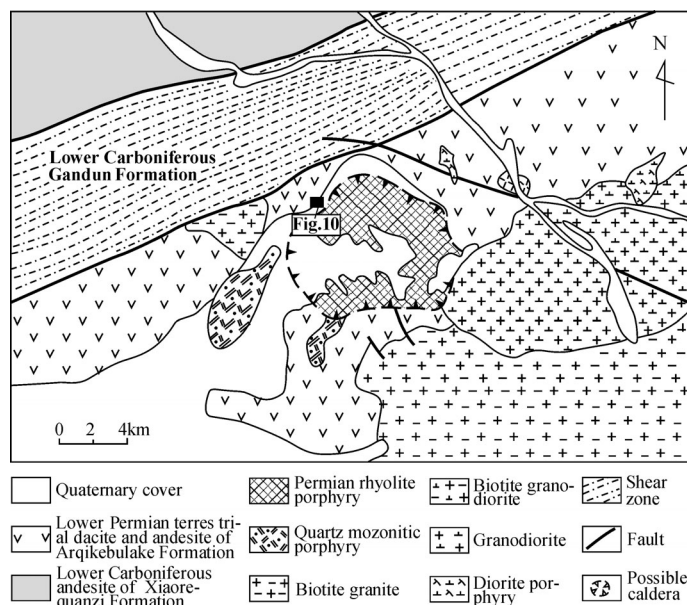 N
Lower Carboniferous
Gandun Formation
Fig.10
0 2 4km
Quaternary cover
Permian rhyolite
porphyry
Biotite grano-
diorite
Shear
zone
Lower Permian terres tri-
al dacite and andesite of
Arqikebulake Formation
Quartz mozonitic
porphyry
Granodiorite
Fault
Lower Carboniferous
andesite of Xiaore-
quanzi Formation
Biotite granite
Diorite por-
phyry
Possible
caldera